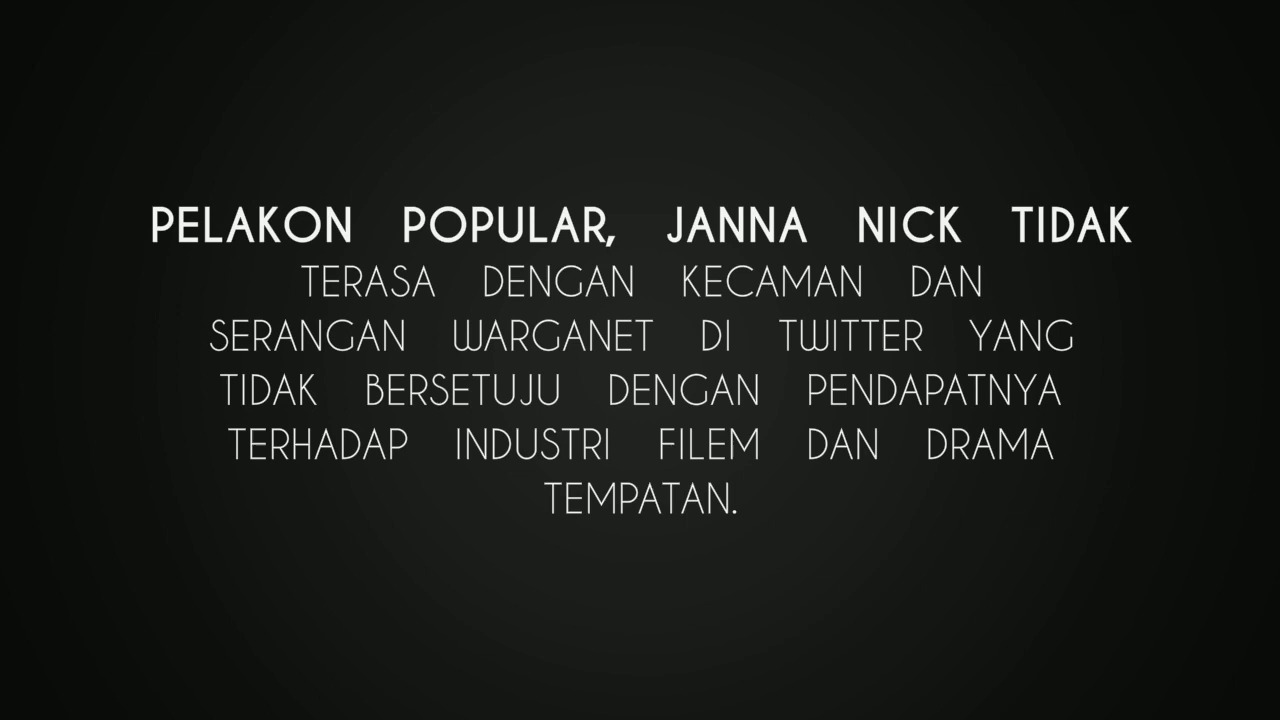 PELAKON POPULAR, JANNA NICK TIDAK
TERASA DENGAN KECAMAN DAN
SERANGAN WARGANET DI TWITTER YANG
TIDAK BERSETUJU DENGAN PENDAPATNYA
TERHADAP INDUSTRI FILEM DAN DRAMA
TEMPATAN.